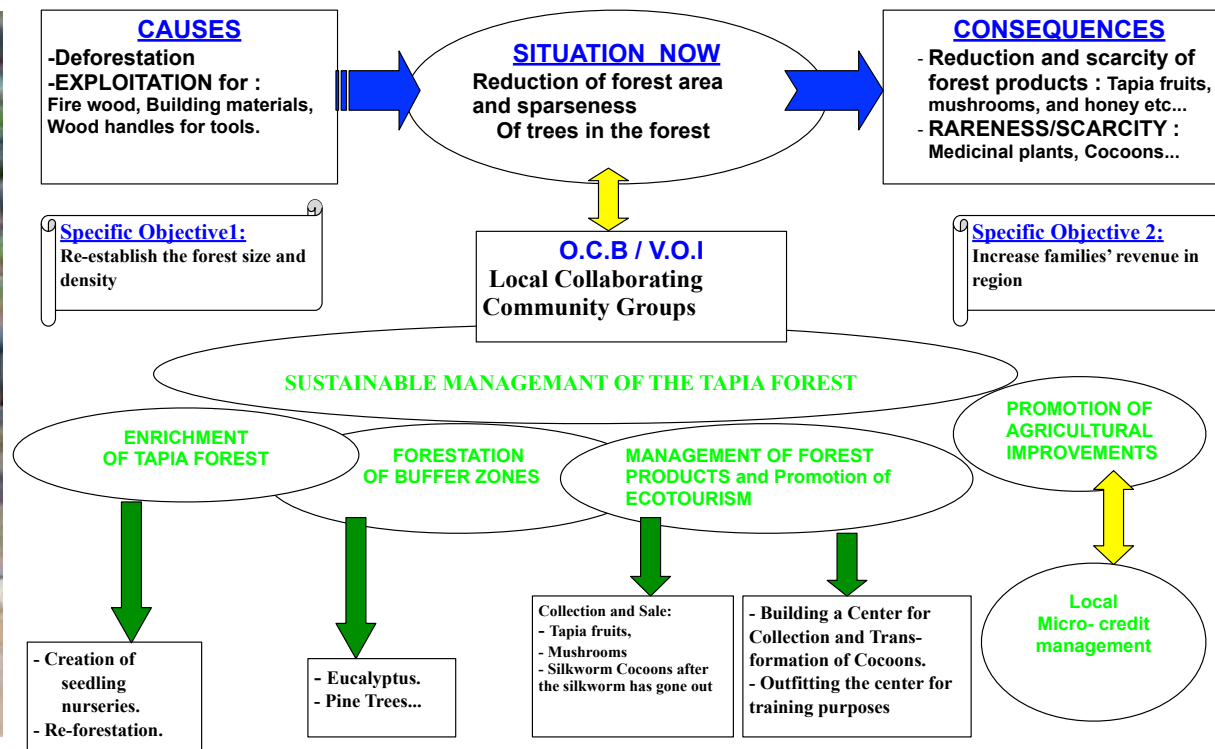 CAUSES
-Deforestation
-EXPLOITATION for :
Fire wood, Building materials,
Wood handles for tools.
SITUATION NOW
Reduction of forest area
and sparseness
Of trees in the forest
CONSEQUENCES
- Reduction and scarcity of
forest products : Tapia fruits,
mushrooms, and honey etc...
- RARENESS/SCARCITY :
Medicinal plants, Cocoons...
Specific Objective1:
Re-establish the forest size and
density
O.C.B / V.O.I
Local Collaborating
Community Groups
Specific Objective 2:
Increase families' revenue in
region
SUSTAINABLE MANAGEMANT OF THE TAPIA FOREST
ENRICHMENT
OF TAPIA FOREST
FORESTATION
OF BUFFER ZONES
MANAGEMENT OF FOREST
PRODUCTS and Promotion of
ECOTOURISM
PROMOTION OF
AGRICULTURAL
IMPROVEMENTS
- Creation of
seedling
nurseries.
- Re-forestation.
- Eucalyptus.
- Pine Trees...
Collection and Sale:
- Tapia fruits,
- Mushrooms
- Silkworm Cocoons after
the silkworm has gone out
- Building a Center for
Collection and Trans-
formation of Cocoons.
- Outfitting the center for
training purposes
Local
Micro- credit
management